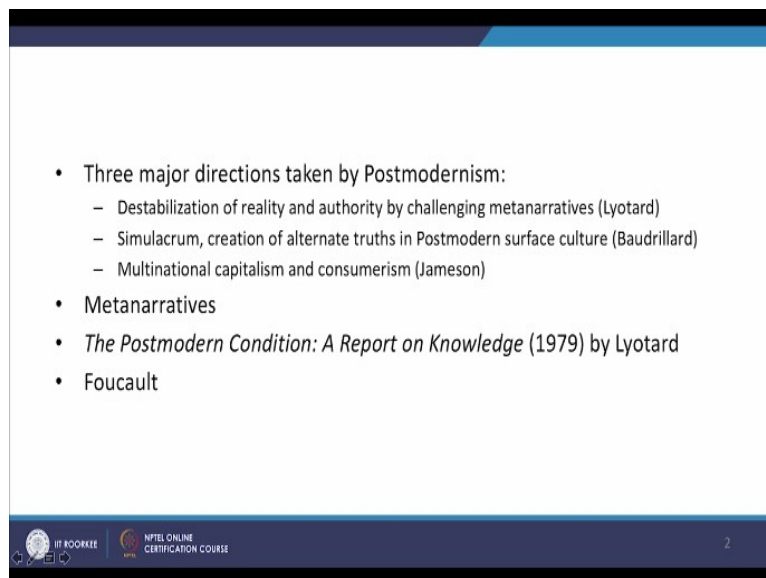 • Three major directions taken by Postmodernism:
– Destabilization of reality and authority by challenging metanarratives (Lyotard)
– Simulacrum, creation of alternate truths in Postmodern surface culture (Baudrillard)
– Multinational capitalism and consumerism (Jameson)
• Metanarratives
• The Postmodern Condition: A Report on Knowledge (1979) by Lyotard
• Foucault
IIT ROORKEE
NPTEL ONLINE
CERTIFICATION COURSE
2